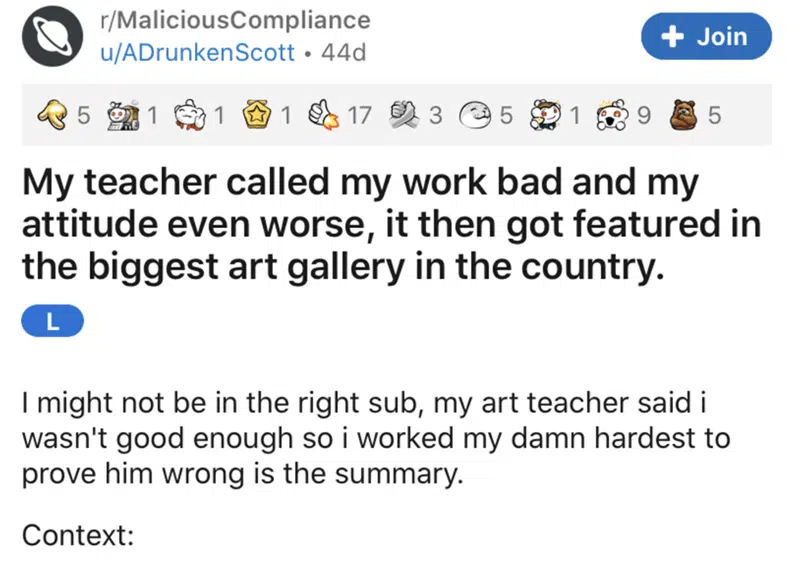 r/MaliciousCompliance
u/ADrunkenScott • 44d
+ Join
5 1 1 1 17 3 5 1 9 5
My teacher called my work bad and my
attitude even worse, it then got featured in
the biggest art gallery in the country.
L
I might not be in the right sub, my art teacher said i
wasn't good enough so i worked my damn hardest to
prove him wrong is the summary.
Context: